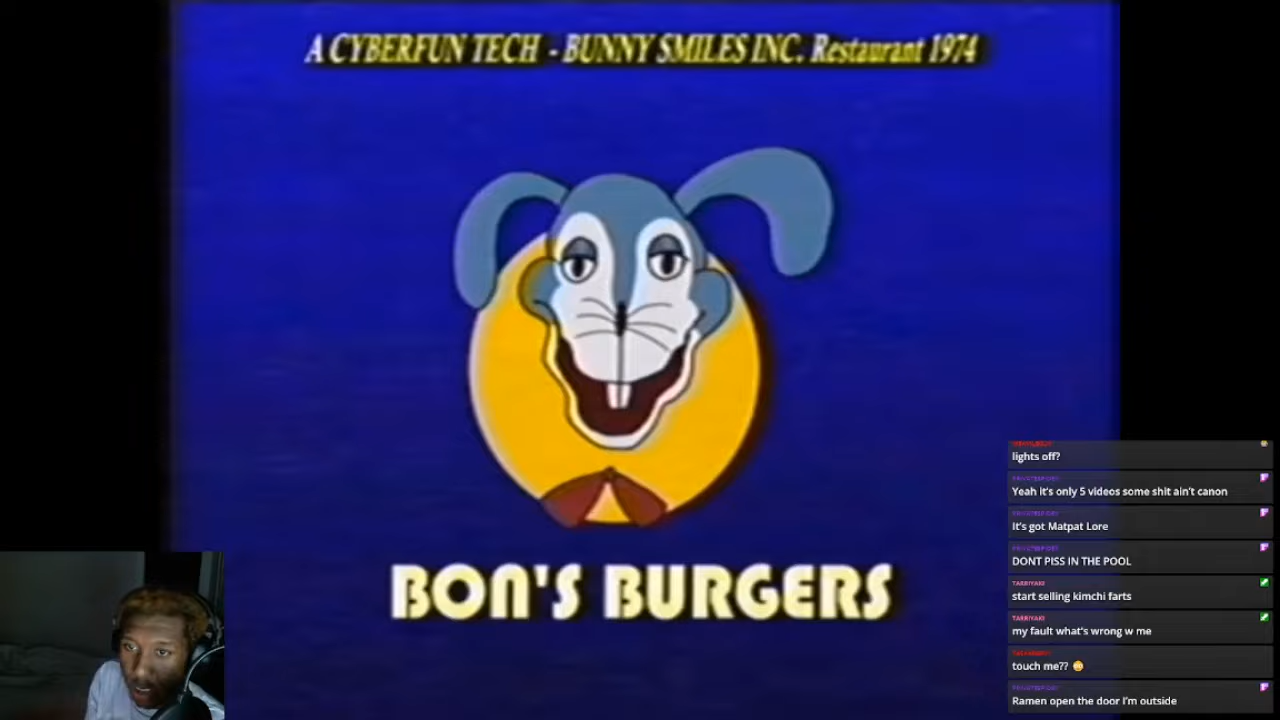 A CYBERFUN TECH - BUNNY SMILES INC. Restaurant 1974
BON'S BURGERS
lights off?
Yeah it's only 5 videos some shit ain't canon
It's got Matpat Lore
DONT PISS IN THE POOL
TARRIYAKI
start selling kimchi farts
TARRIYAKI
my fault what's wrong w me
touch me??
Ramen open the door I'm outside